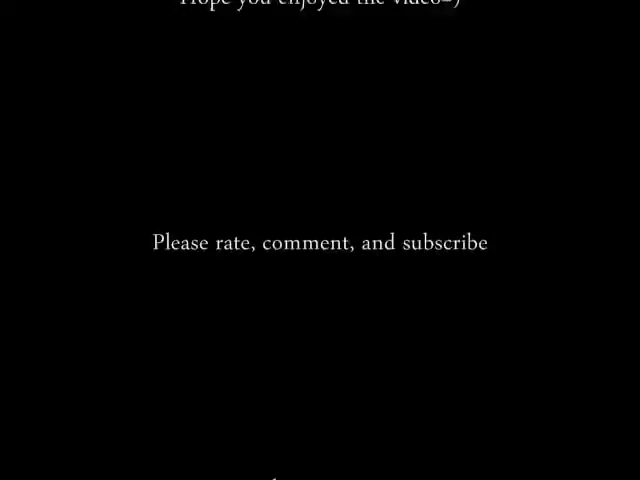 Hope you enjoyed the video=)
Please rate, comment, and subscribe